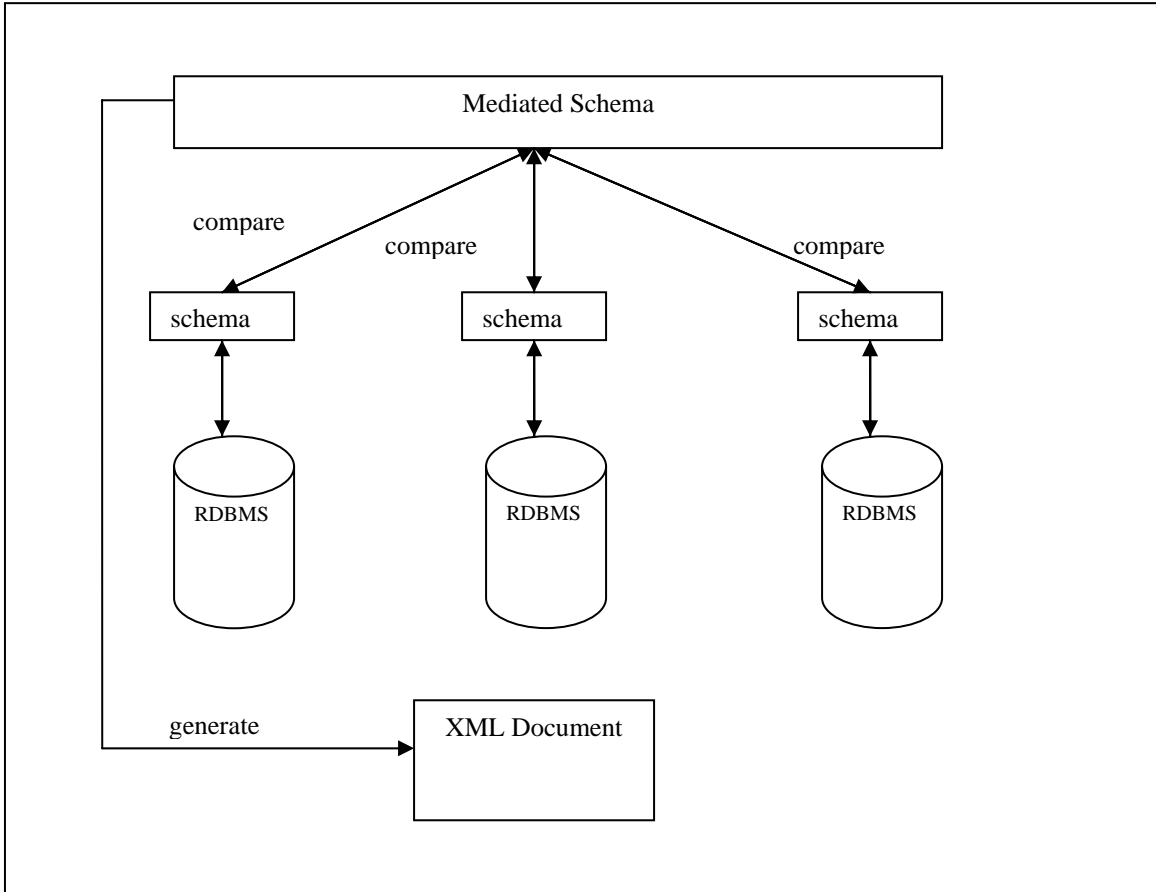 Mediated Schema
compare
compare
compare
schema
schema
schema
RDBMS
RDBMS
RDBMS
generate
XML Document